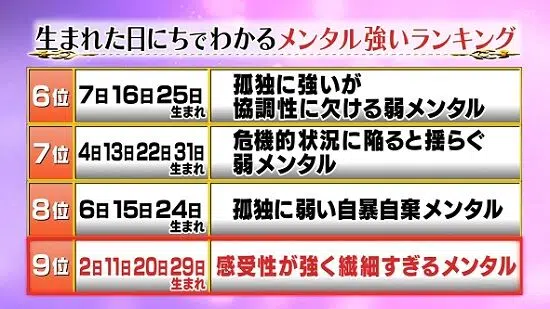 生まれた日にちでわかるメンタル強いランキング
6位 7日16日25日 孤独に強いが
生まれ 協調性に欠ける弱メンタル
7位 4日13日22日31日 危機的状況に陥ると揺らぐ
生まれ 弱メンタル
8位 6日15日24日 孤独に弱い自暴自棄メンタル
生まれ
9位 2日11日20日29日 感受性が強く繊細すぎるメンタル
生まれ